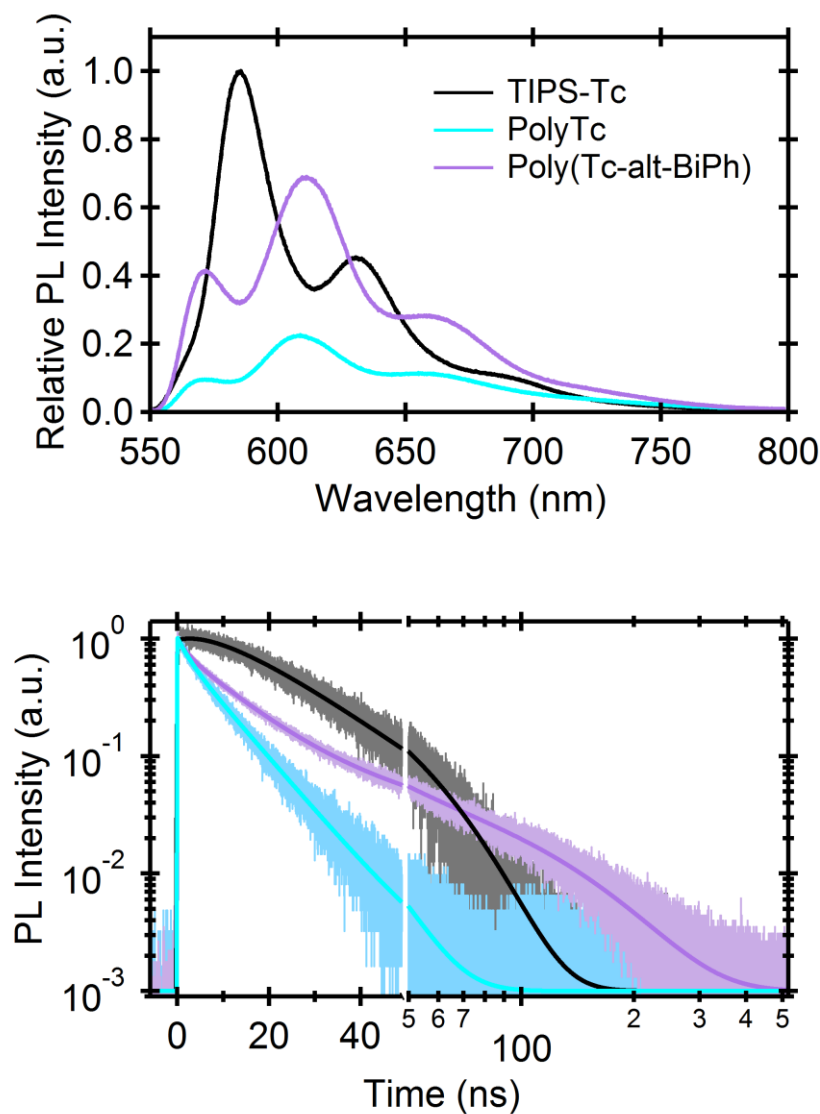 Relative PL Intensity (a.u.)
1.0
0.8
0.6
0.4
0.2
0.0
TIPS-Tc
PolyTc
Poly(Tc-alt-BiPh)
550 600 650 700 750 800
Wavelength (nm)
PL Intensity (a.u.)
10^0
10^-1
10^-2
10^-3
0 20 40 5 6 7 100 2 3 4 5
Time (ns)